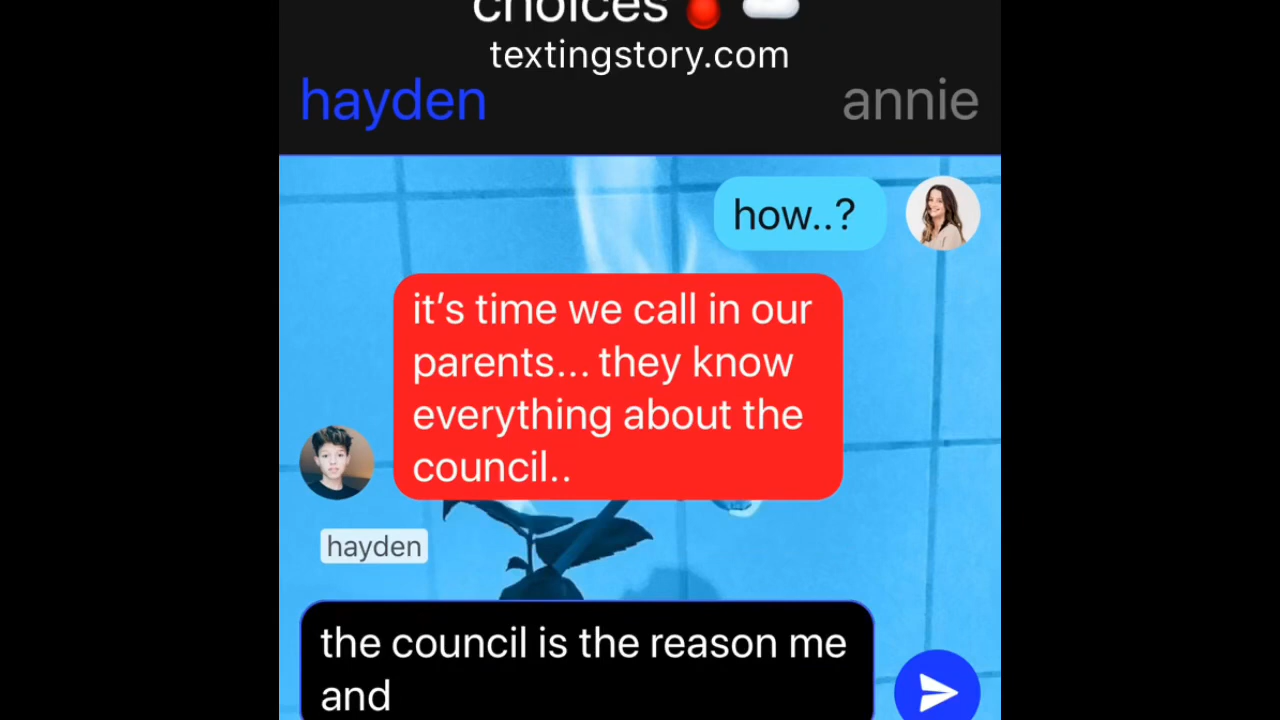 choices
textingstory.com
hayden annie
how..?
it's time we call in our
parents... they know
everything about the
council..
hayden
the council is the reason me
and